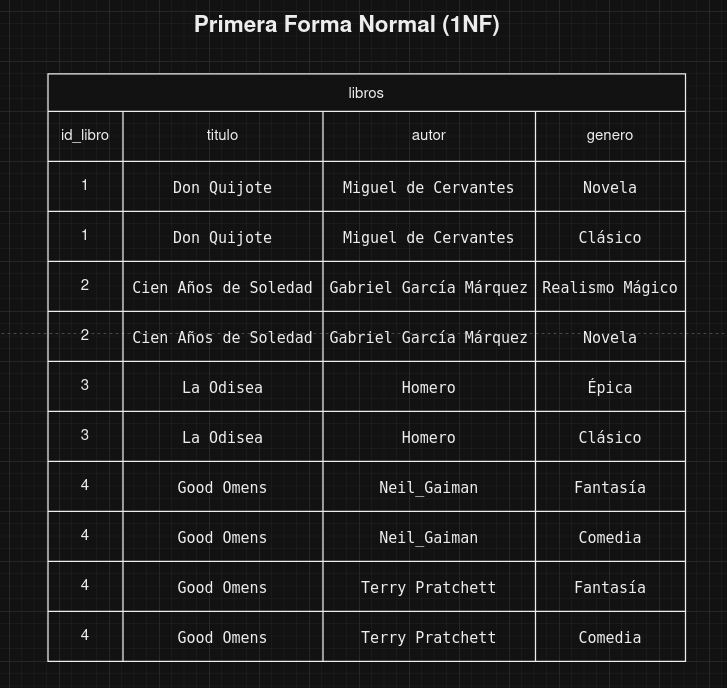 Primera Forma Normal (1NF)
libros
id_libro titulo autor genero
1 Don Quijote Miguel de Cervantes Novela
1 Don Quijote Miguel de Cervantes Clásico
2 Cien Años de Soledad Gabriel García Márquez Realismo Mágico
2 Cien Años de Soledad Gabriel García Márquez Novela
3 La Odisea Homero Épica
3 La Odisea Homero Clásico
4 Good Omens Neil_Gaiman Fantasía
4 Good Omens Neil_Gaiman Comedia
4 Good Omens Terry Pratchett Fantasía
4 Good Omens Terry Pratchett Comedia